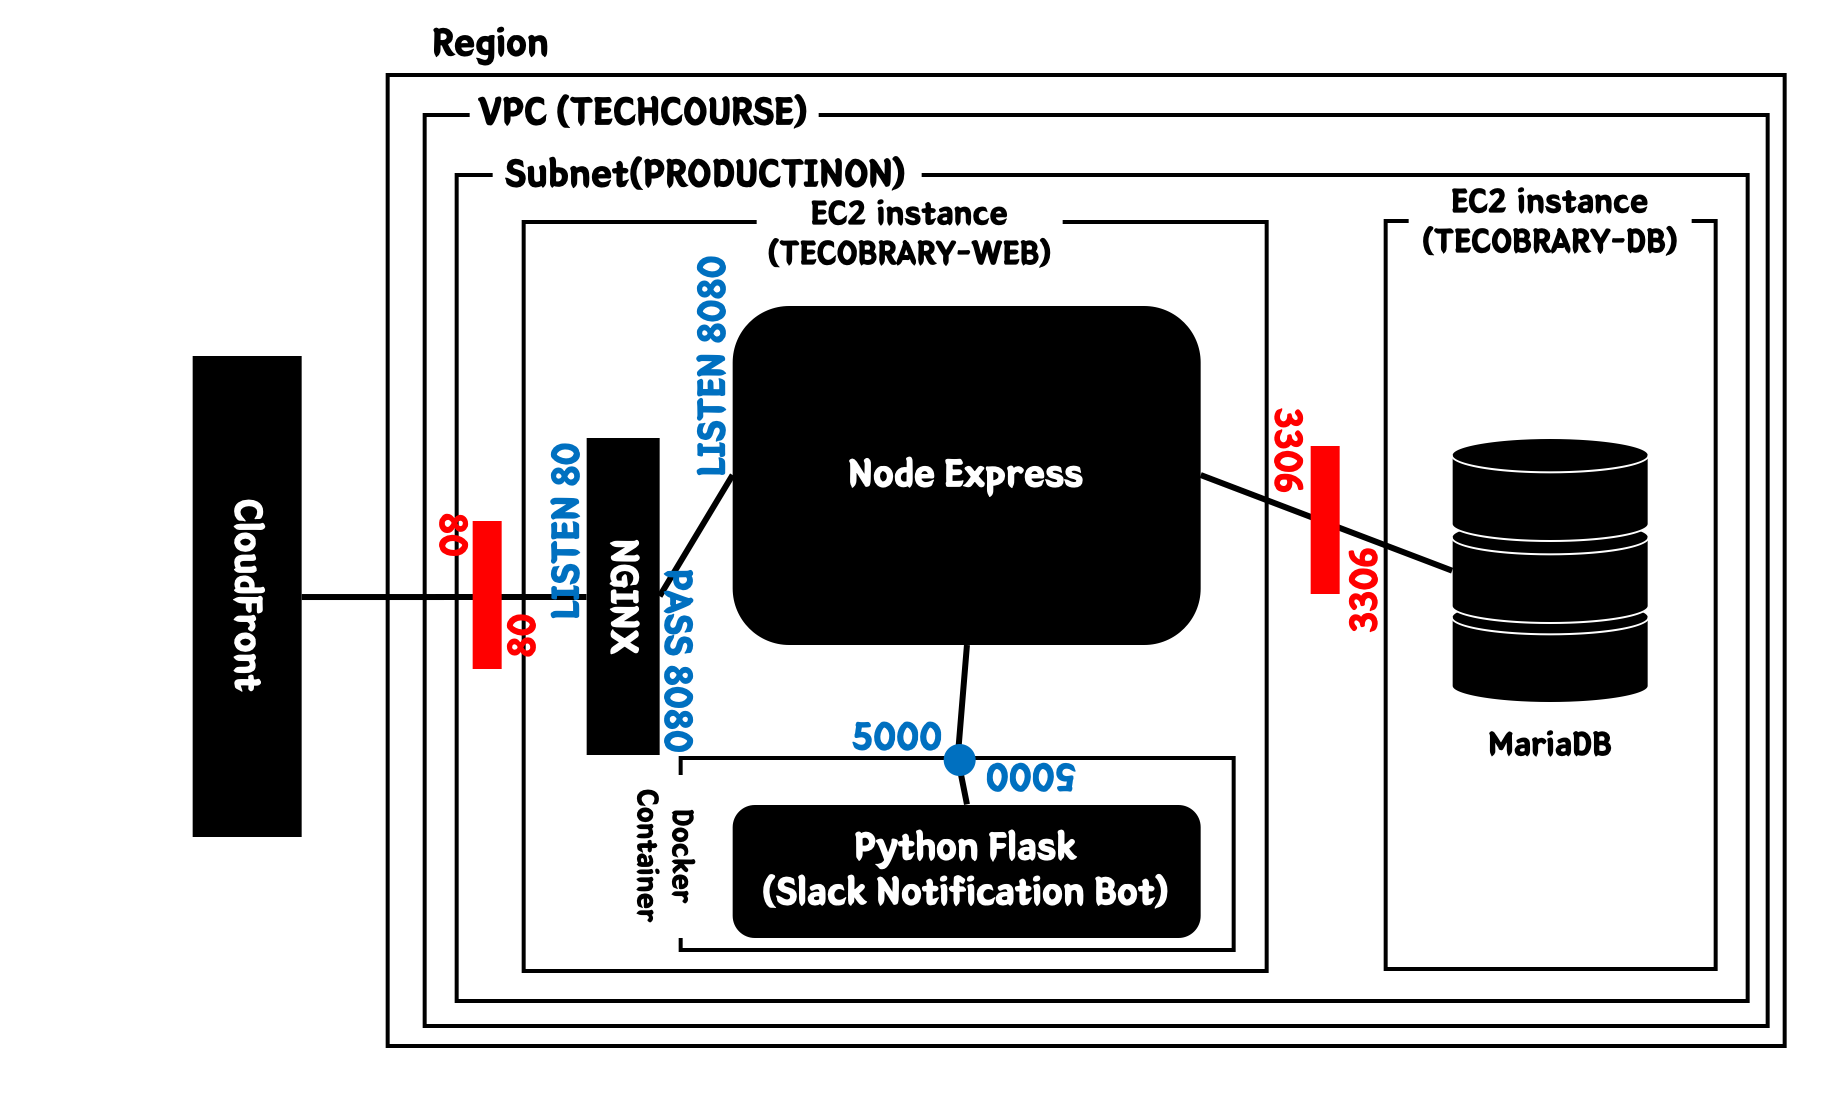 Region
VPC (TECHCOURSE)
Subnet(PRODUCTINON)
EC2 instance
(TECOBRARY-WEB)
EC2 instance
(TECOBRARY-DB)
CloudFront
80
80
LISTEN 80
NGINX
LISTEN 8080
PASS 8080
Node Express
3306
3306
MariaDB
5000
5000
Docker
Container
Python Flask
(Slack Notification Bot)